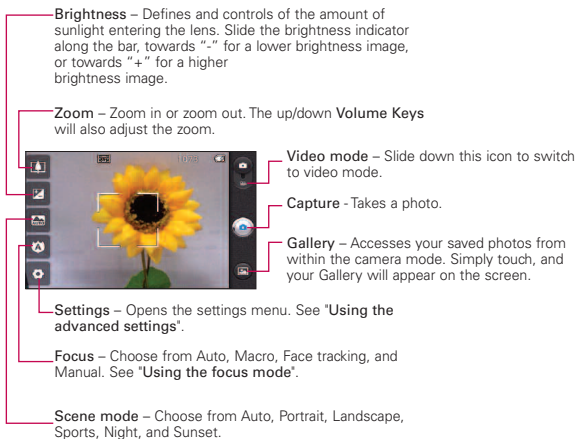 Brightness – Defines and controls of the amount of
sunlight entering the lens. Slide the brightness indicator
along the bar, towards “-” for a lower brightness image,
or towards “+” for a higher
brightness image.
Zoom – Zoom in or zoom out. The up/down Volume Keys
will also adjust the zoom.
Video mode – Slide down this icon to switch
to video mode.
Capture - Takes a photo.
Gallery – Accesses your saved photos from
within the camera mode. Simply touch, and
your Gallery will appear on the screen.
Settings – Opens the settings menu. See "Using the
advanced settings".
Focus – Choose from Auto, Macro, Face tracking, and
Manual. See "Using the focus mode".
Scene mode – Choose from Auto, Portrait, Landscape,
Sports, Night, and Sunset.